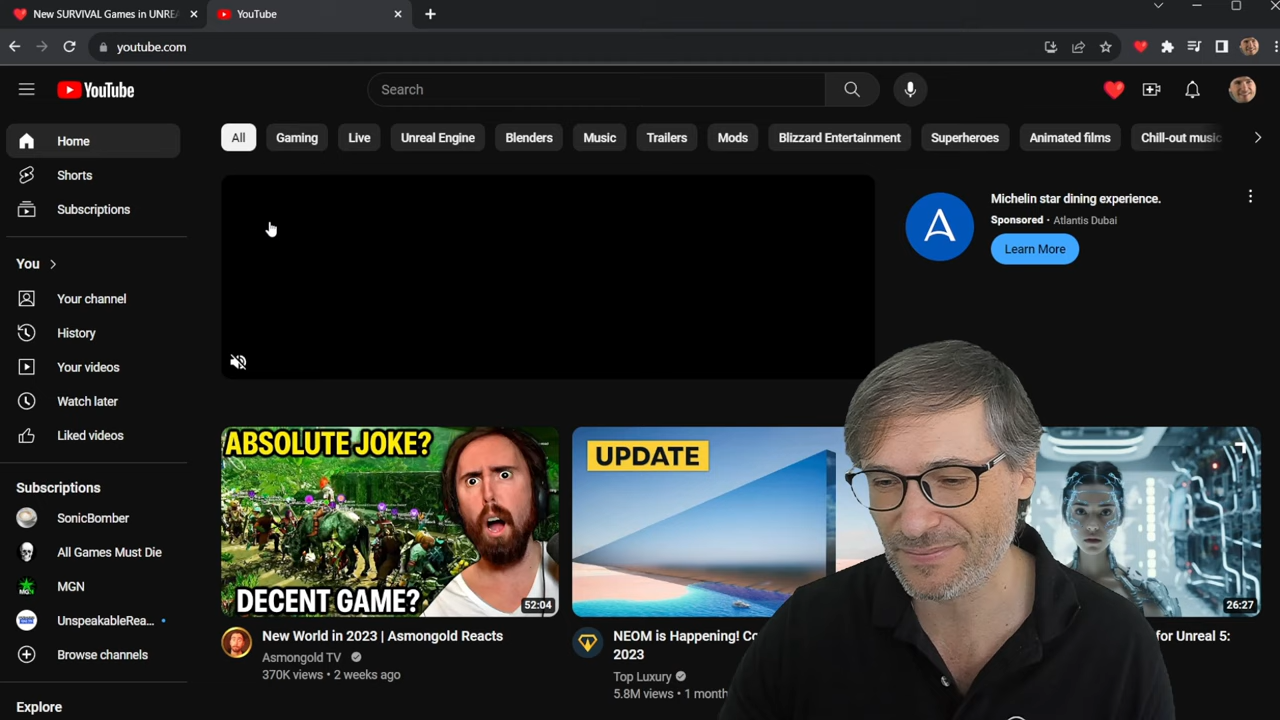 New SURVIVAL Games in UNREA
YouTube
youtube.com
YouTube
Search
Home
Shorts
Subscriptions
You
Your channel
History
Your videos
Watch later
Liked videos
Subscriptions
SonicBomber
All Games Must Die
MGN
UnspeakableRea...
Browse channels
Explore
All
Gaming
Live
Unreal Engine
Blenders
Music
Trailers
Mods
Blizzard Entertainment
Superheroes
Animated films
Chill-out music
Michelin star dining experience.
Sponsored · Atlantis Dubai
Learn More
ABSOLUTE JOKE?
DECENT GAME?
52:04
New World in 2023 | Asmongold Reacts
Asmongold TV
370K views • 2 weeks ago
UPDATE
NEOM is Happening! Co
2023
Top Luxury
5.8M views • 1 month
26:27
for Unreal 5: